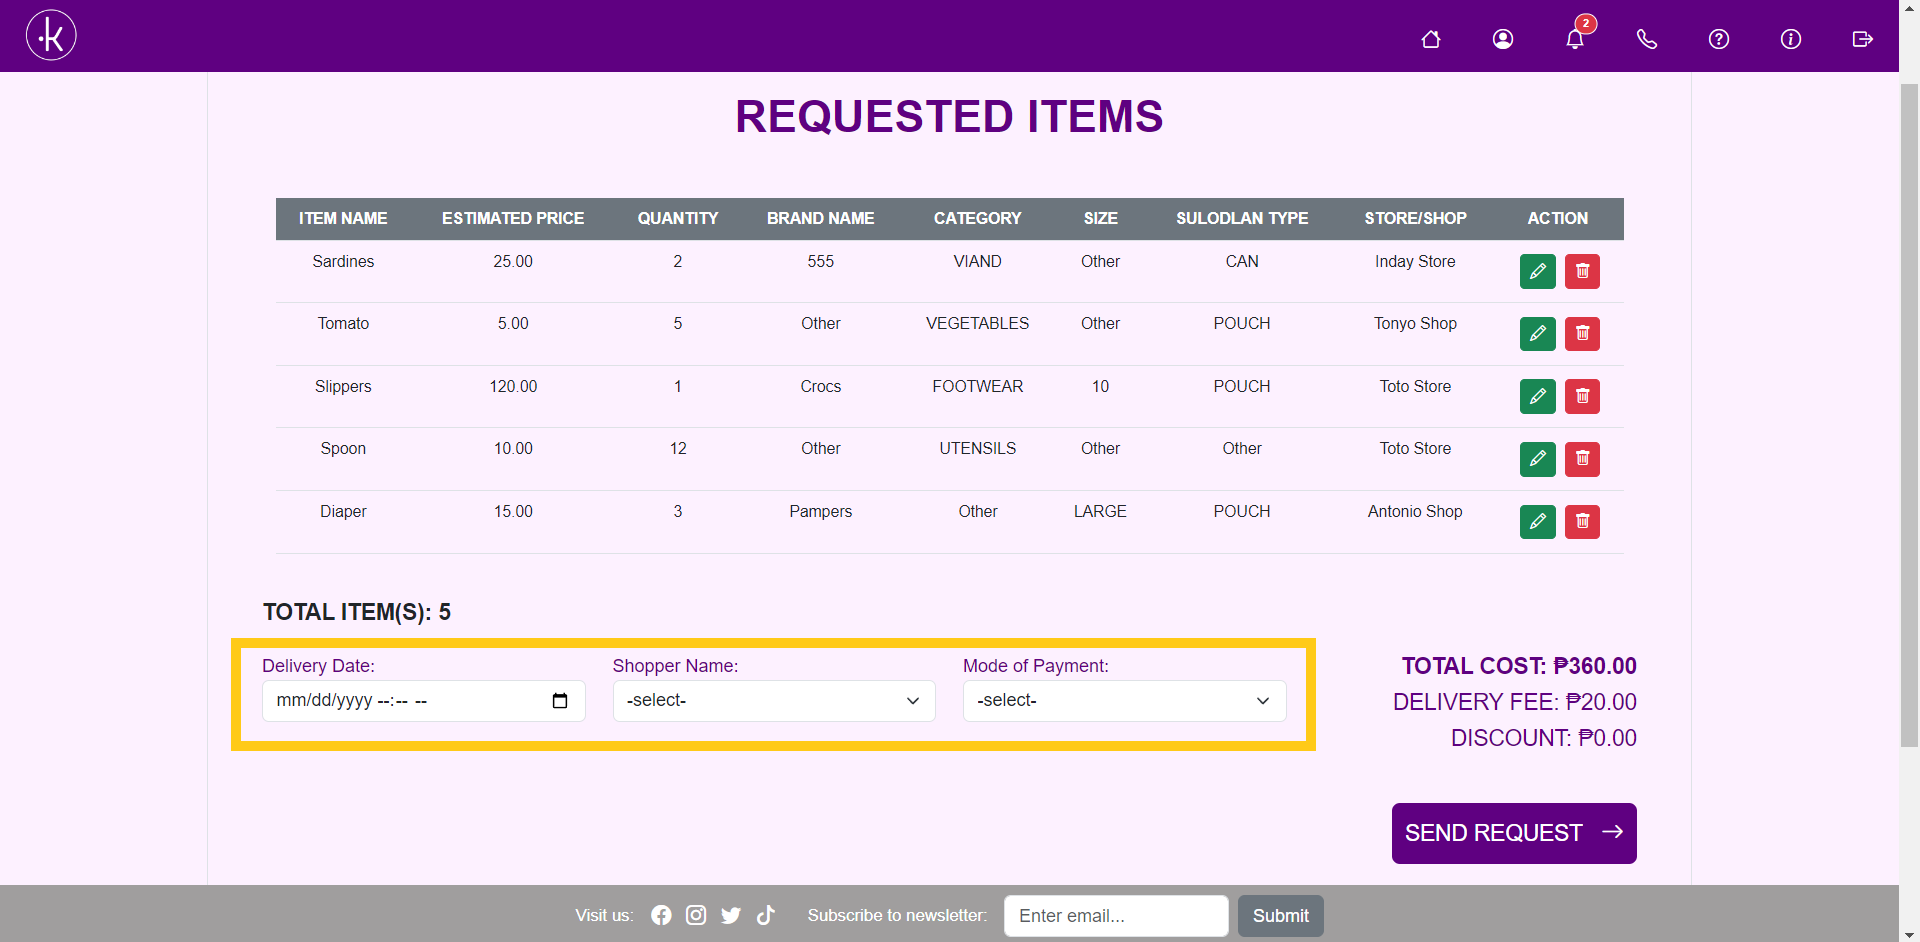 k
2
REQUESTED ITEMS
ITEM NAME ESTIMATED PRICE QUANTITY BRAND NAME CATEGORY SIZE SULODLAN TYPE STORE/SHOP ACTION
Sardines 25.00 2 555 VIAND Other CAN Inday Store
Tomato 5.00 5 Other VEGETABLES Other POUCH Tonyo Shop
Slippers 120.00 1 Crocs FOOTWEAR 10 POUCH Toto Store
Spoon 10.00 12 Other UTENSILS Other Other Toto Store
Diaper 15.00 3 Pampers Other LARGE POUCH Antonio Shop
TOTAL ITEM(S): 5
Delivery Date: Shopper Name: Mode of Payment:
mm/dd/yyyy --:-- -- -select- -select-
TOTAL COST: ₱360.00
DELIVERY FEE: ₱20.00
DISCOUNT: ₱0.00
SEND REQUEST
Visit us: Subscribe to newsletter: Enter email... Submit